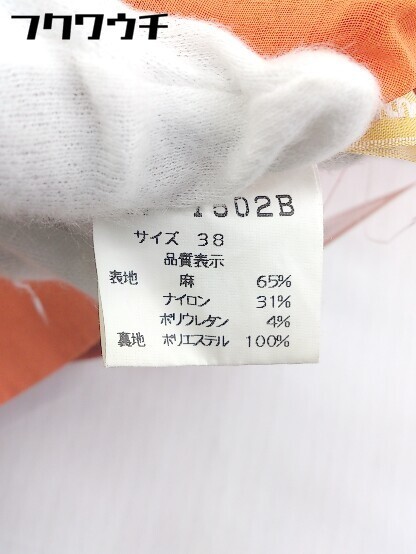 フクワウチ
7502B
サイズ 38
品質表示
表地 麻 65%
ナイロン 31%
ポリウレタン 4%
裏地 ポリエステル 100%